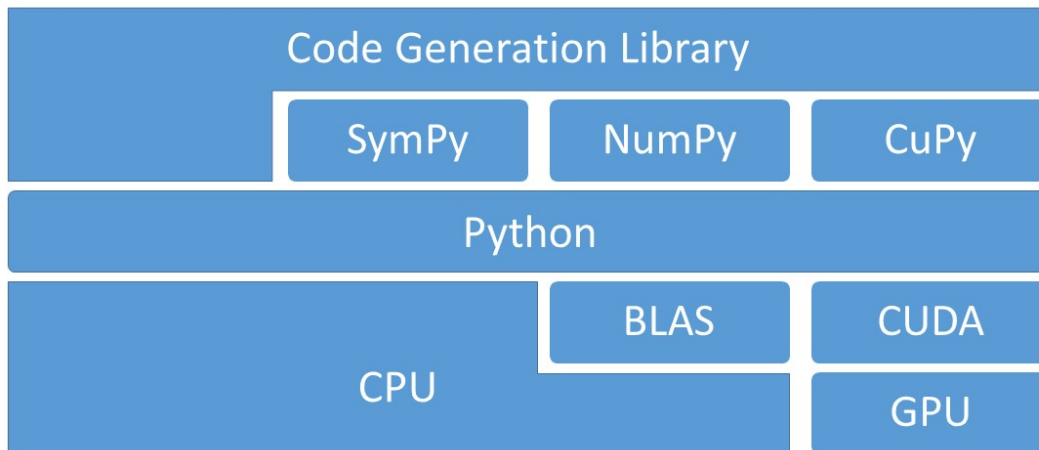 Code Generation Library
SymPy
NumPy
CuPy
Python
BLAS
CUDA
CPU
GPU